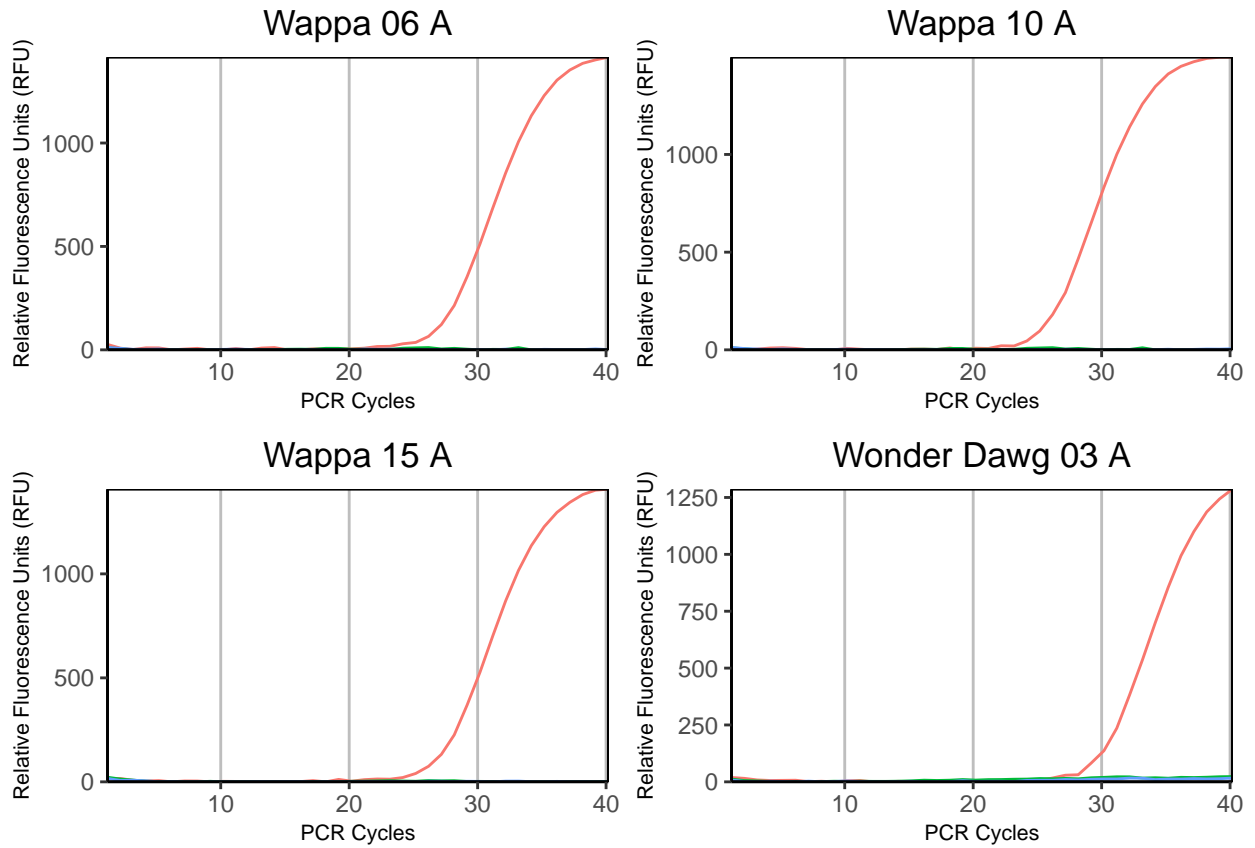 Wappa 06 A
Relative Fluorescence Units (RFU)
1000
500
0
10 20 30 40
PCR Cycles
Wappa 10 A
Relative Fluorescence Units (RFU)
1000
500
0
10 20 30 40
PCR Cycles
Wappa 15 A
Relative Fluorescence Units (RFU)
1000
500
0
10 20 30 40
PCR Cycles
Wonder Dawg 03 A
Relative Fluorescence Units (RFU)
1250
1000
750
500
250
0
10 20 30 40
PCR Cycles